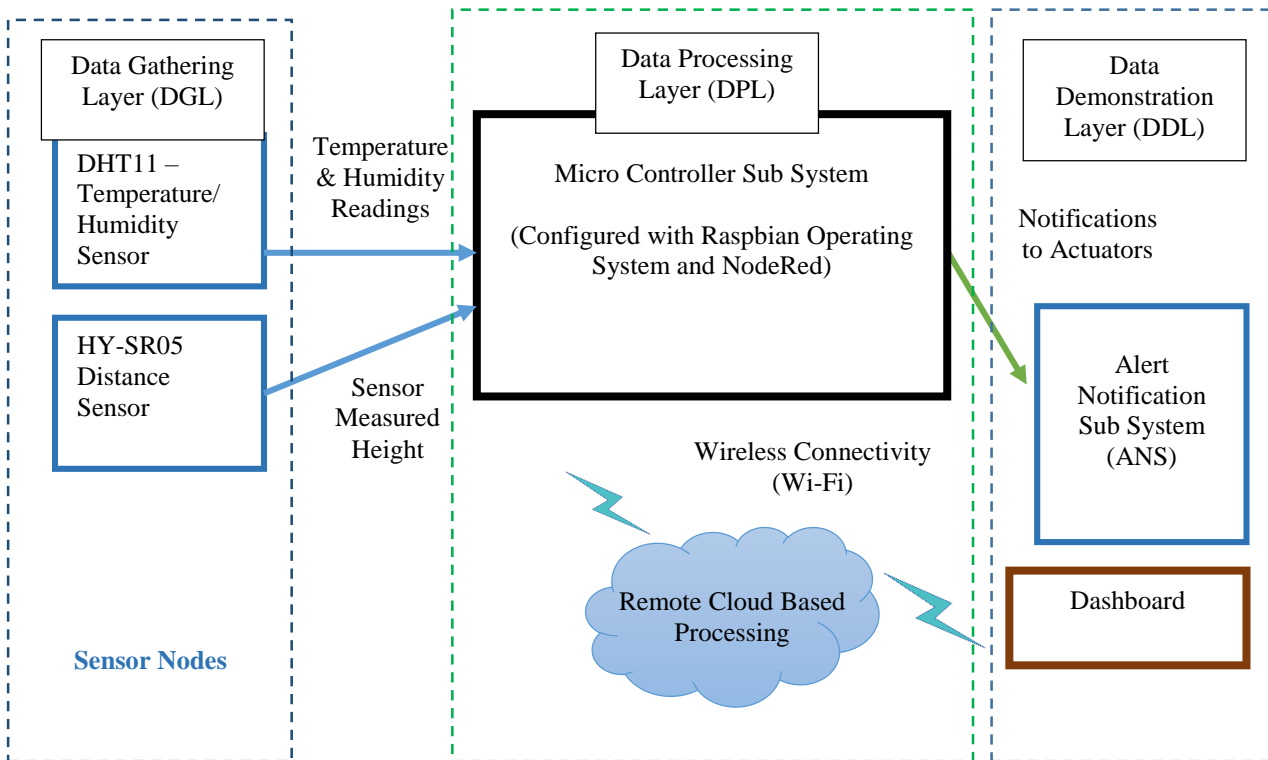 Data Gathering
Layer (DGL)
DHT11 –
Temperature/
Humidity
Sensor
HY-SR05
Distance
Sensor
Sensor Nodes
Temperature
& Humidity
Readings
Sensor
Measured
Height
Data Processing
Layer (DPL)
Micro Controller Sub System
(Configured with Raspbian Operating
System and NodeRed)
Wireless Connectivity
(Wi-Fi)
Remote Cloud Based
Processing
Data
Demonstration
Layer (DDL)
Notifications
to Actuators
Alert
Notification
Sub System
(ANS)
Dashboard